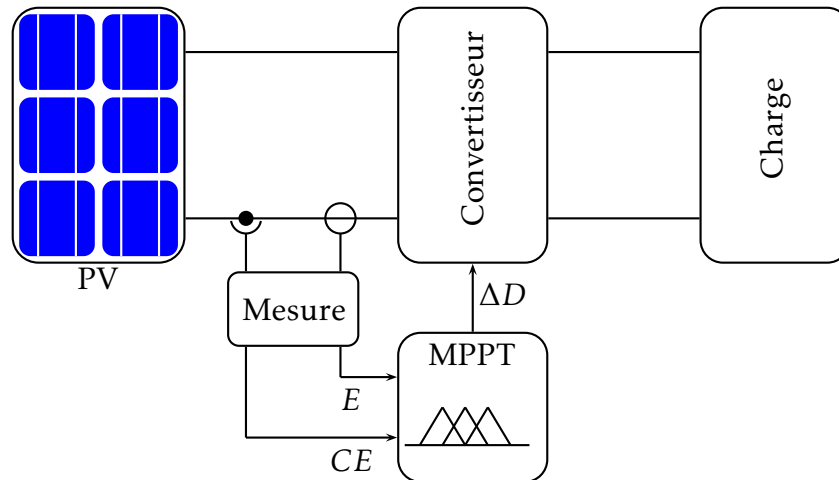 Convertisseur
Charge
PV
Mesure
ΔD
MPPT
E
CE